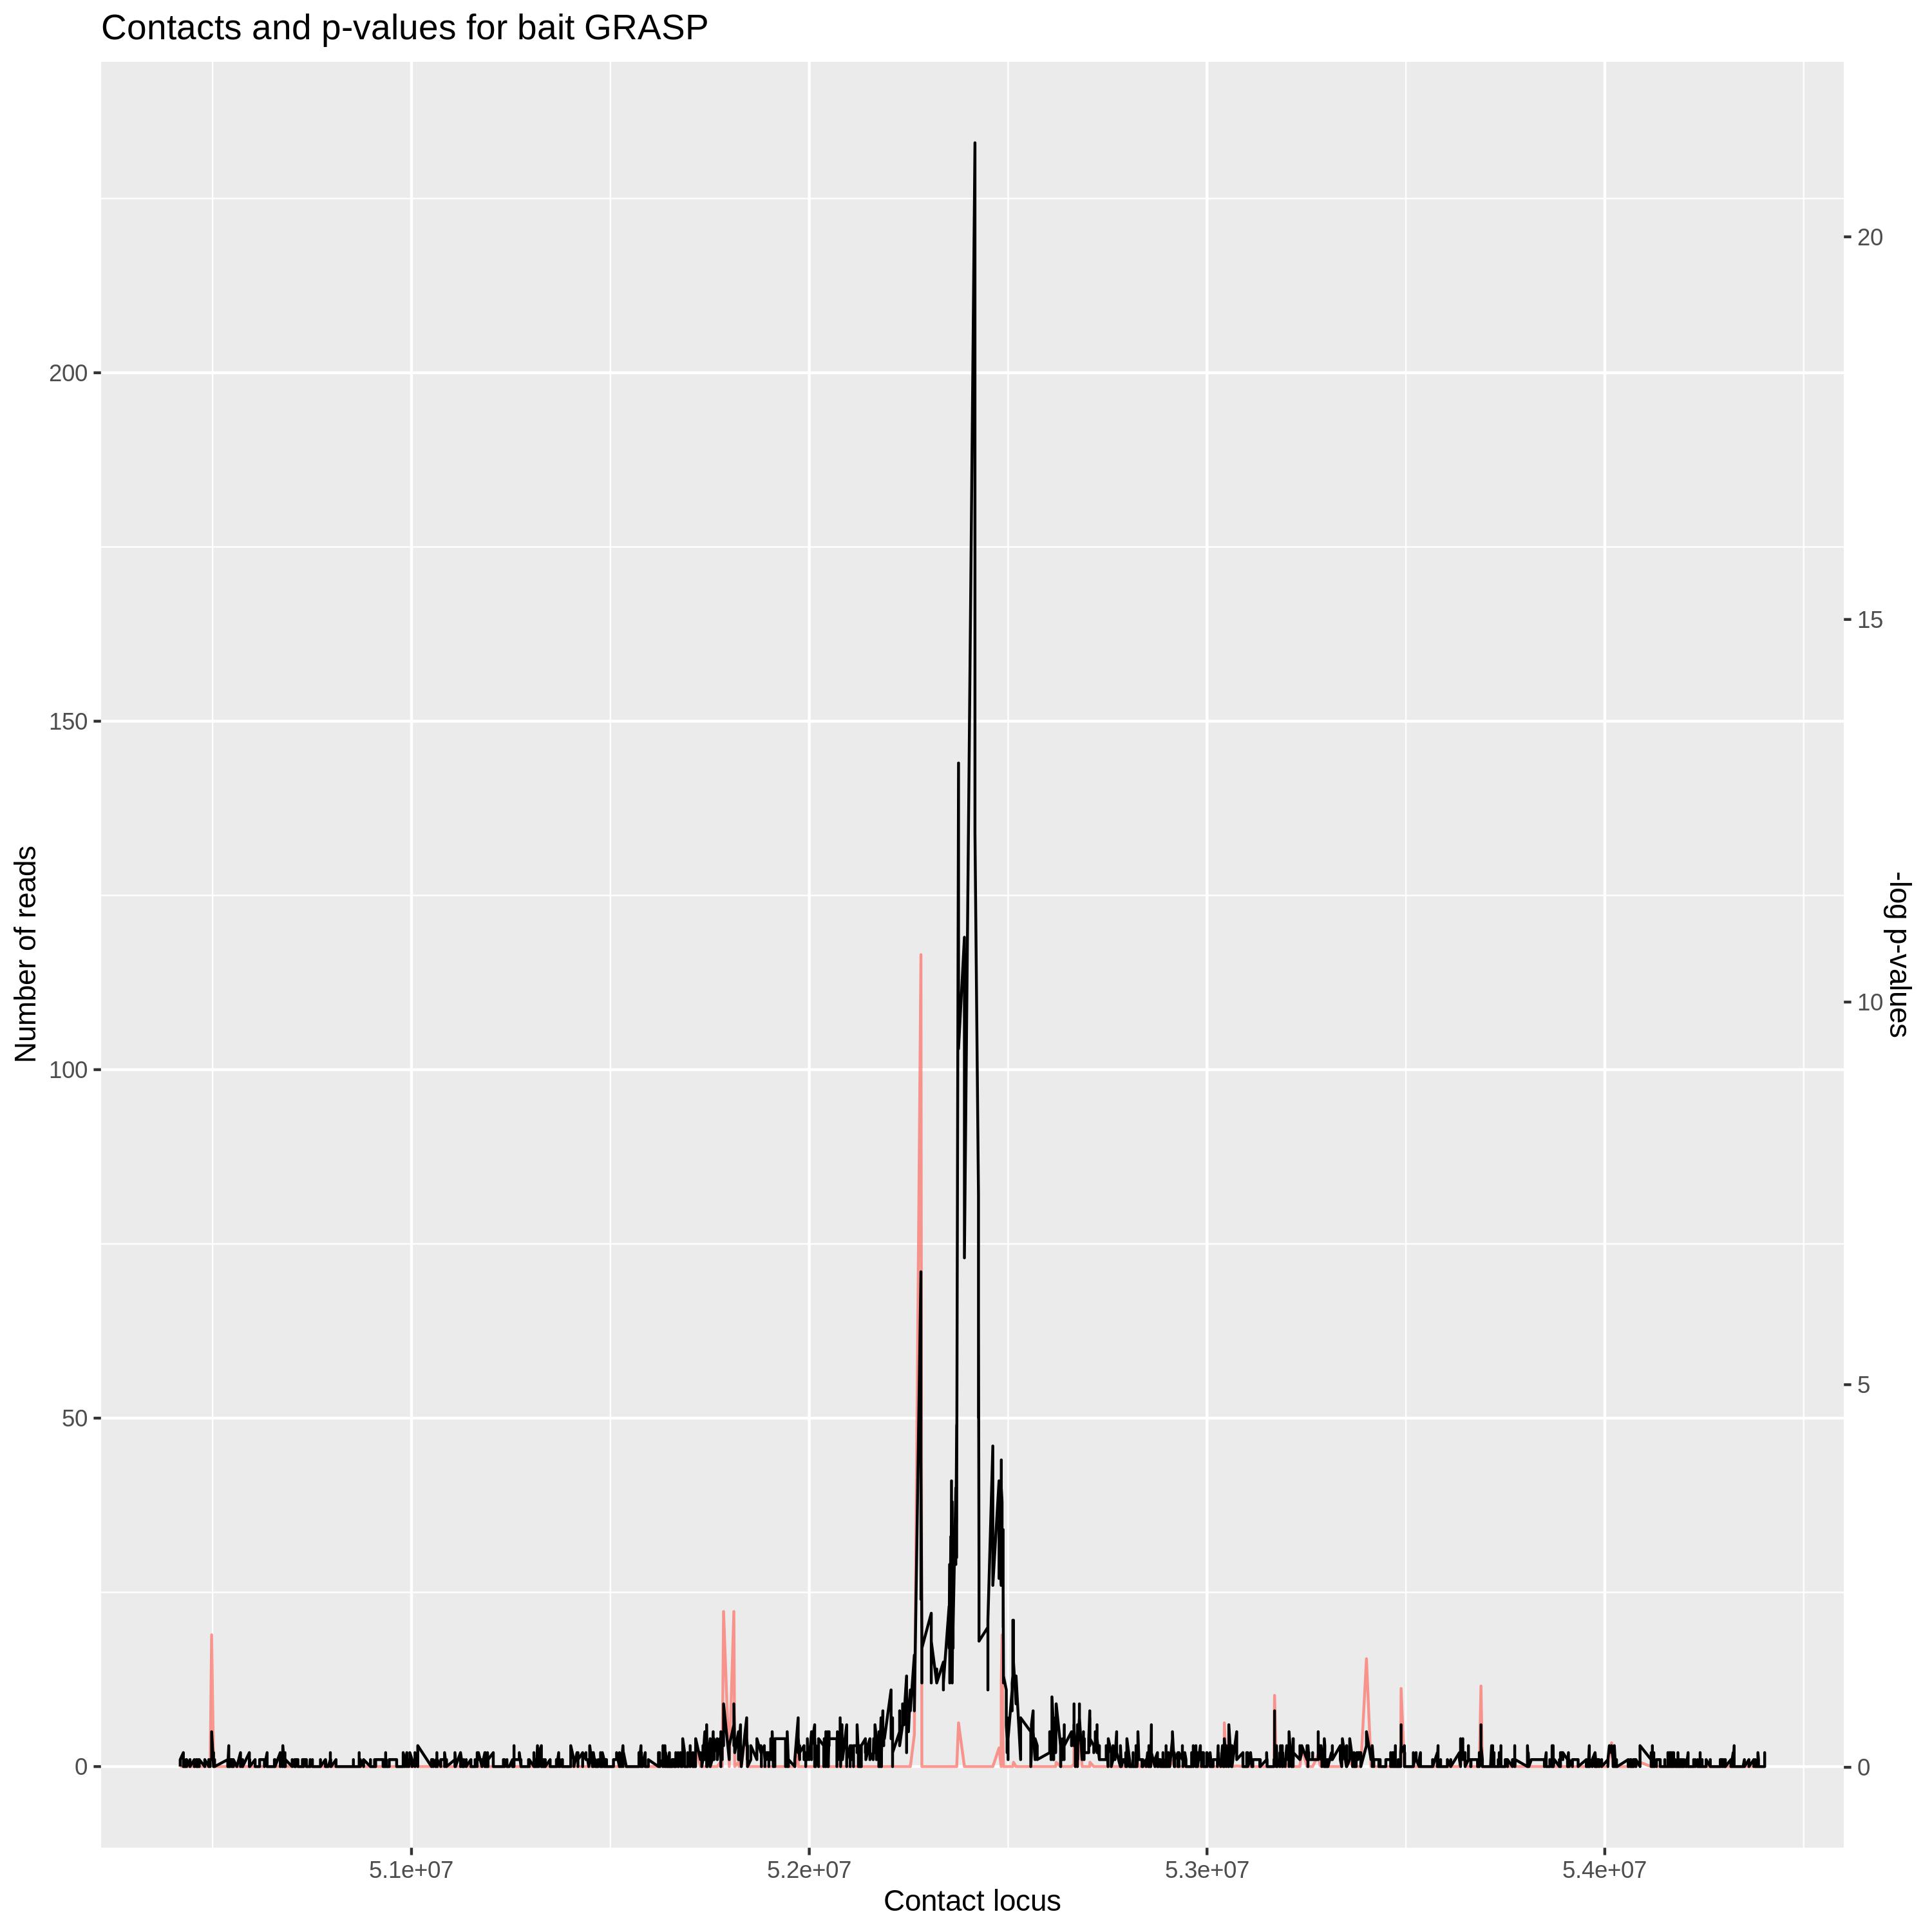 Contacts and p-values for bait GRASP
Number of reads
200
150
100
50
0
20
15
10
5
0
-log p-values
5.1e+07
5.2e+07
5.3e+07
5.4e+07
Contact locus